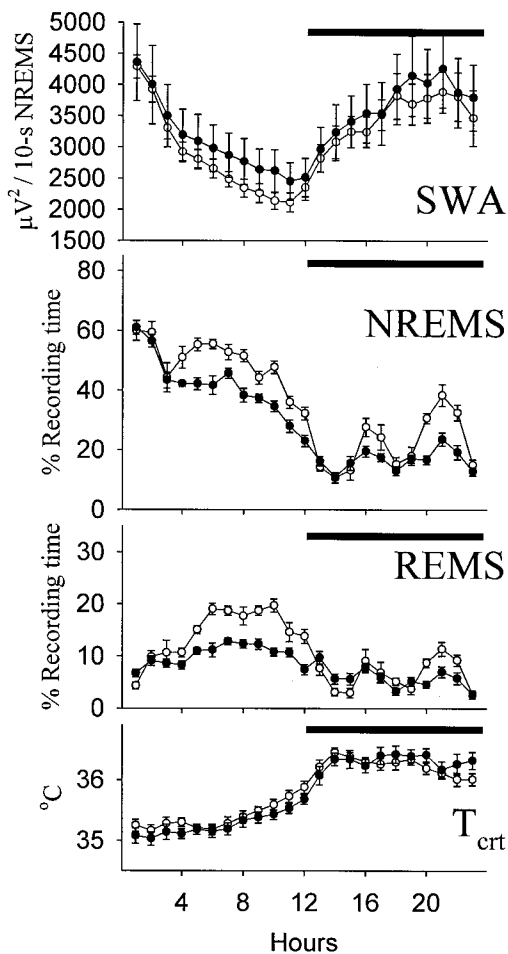 5000
4500
4000
3500
3000
2500
2000
1500
µV² / 10-s NREMS
SWA
80
60
40
20
0
% Recording time
NREMS
30
20
10
0
% Recording time
REMS
36
35
°C
Tcrt
4 8 12 16 20
Hours